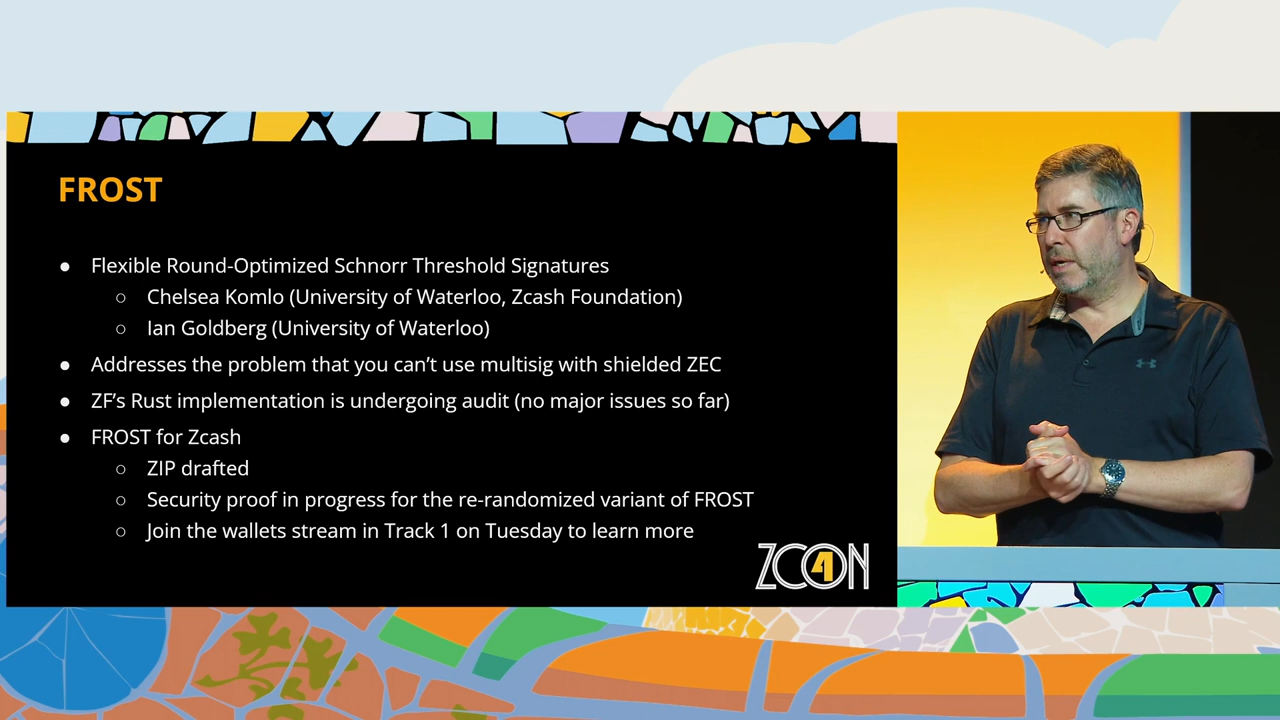 FROST
● Flexible Round-Optimized Schnorr Threshold Signatures
○ Chelsea Komlo (University of Waterloo, Zcash Foundation)
○ Ian Goldberg (University of Waterloo)
● Addresses the problem that you can’t use multisig with shielded ZEC
● ZF’s Rust implementation is undergoing audit (no major issues so far)
● FROST for Zcash
○ ZIP drafted
○ Security proof in progress for the re-randomized variant of FROST
○ Join the wallets stream in Track 1 on Tuesday to learn more
ZCON4